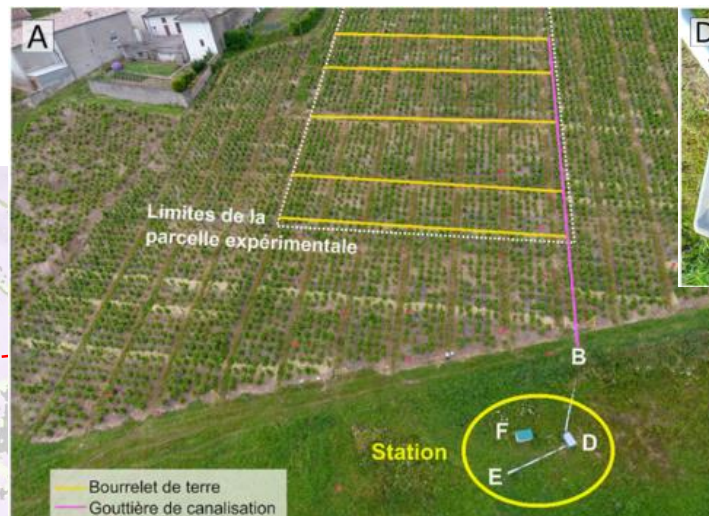 A
D
Limites de la
parcelle expérimentale
B
F
D
Station
E
Bourrelet de terre
Gouttière de canalisation